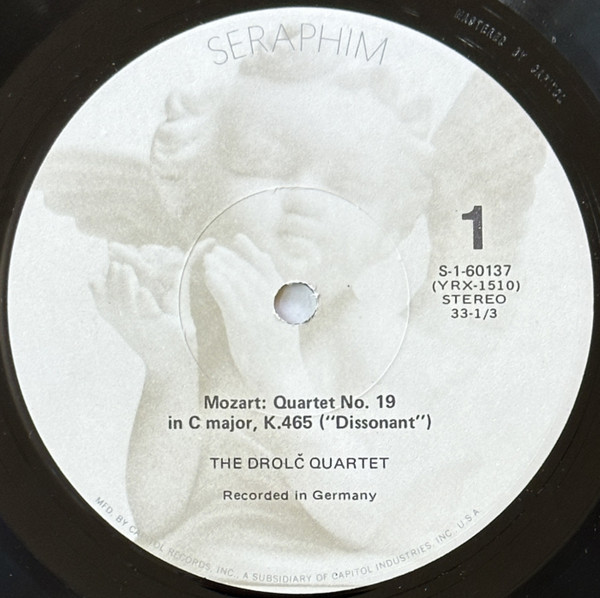 MASTERED BY CAPITOL
SERAPHIM
1
S-1-60137
(YRX-1510)
STEREO
33-1/3
Mozart: Quartet No. 19
in C major, K.465 ("Dissonant")
THE DROLČ QUARTET
Recorded in Germany
MFD. BY CAPITOL RECORDS, INC., A SUBSIDIARY OF CAPITOL INDUSTRIES, INC. U.S.A.